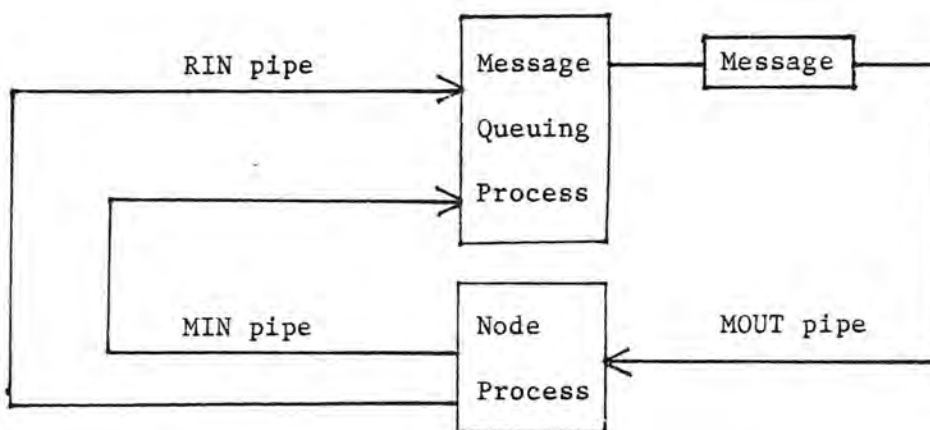 RIN pipe
Message
Queuing
Process
Message
MIN pipe
Node
Process
MOUT pipe